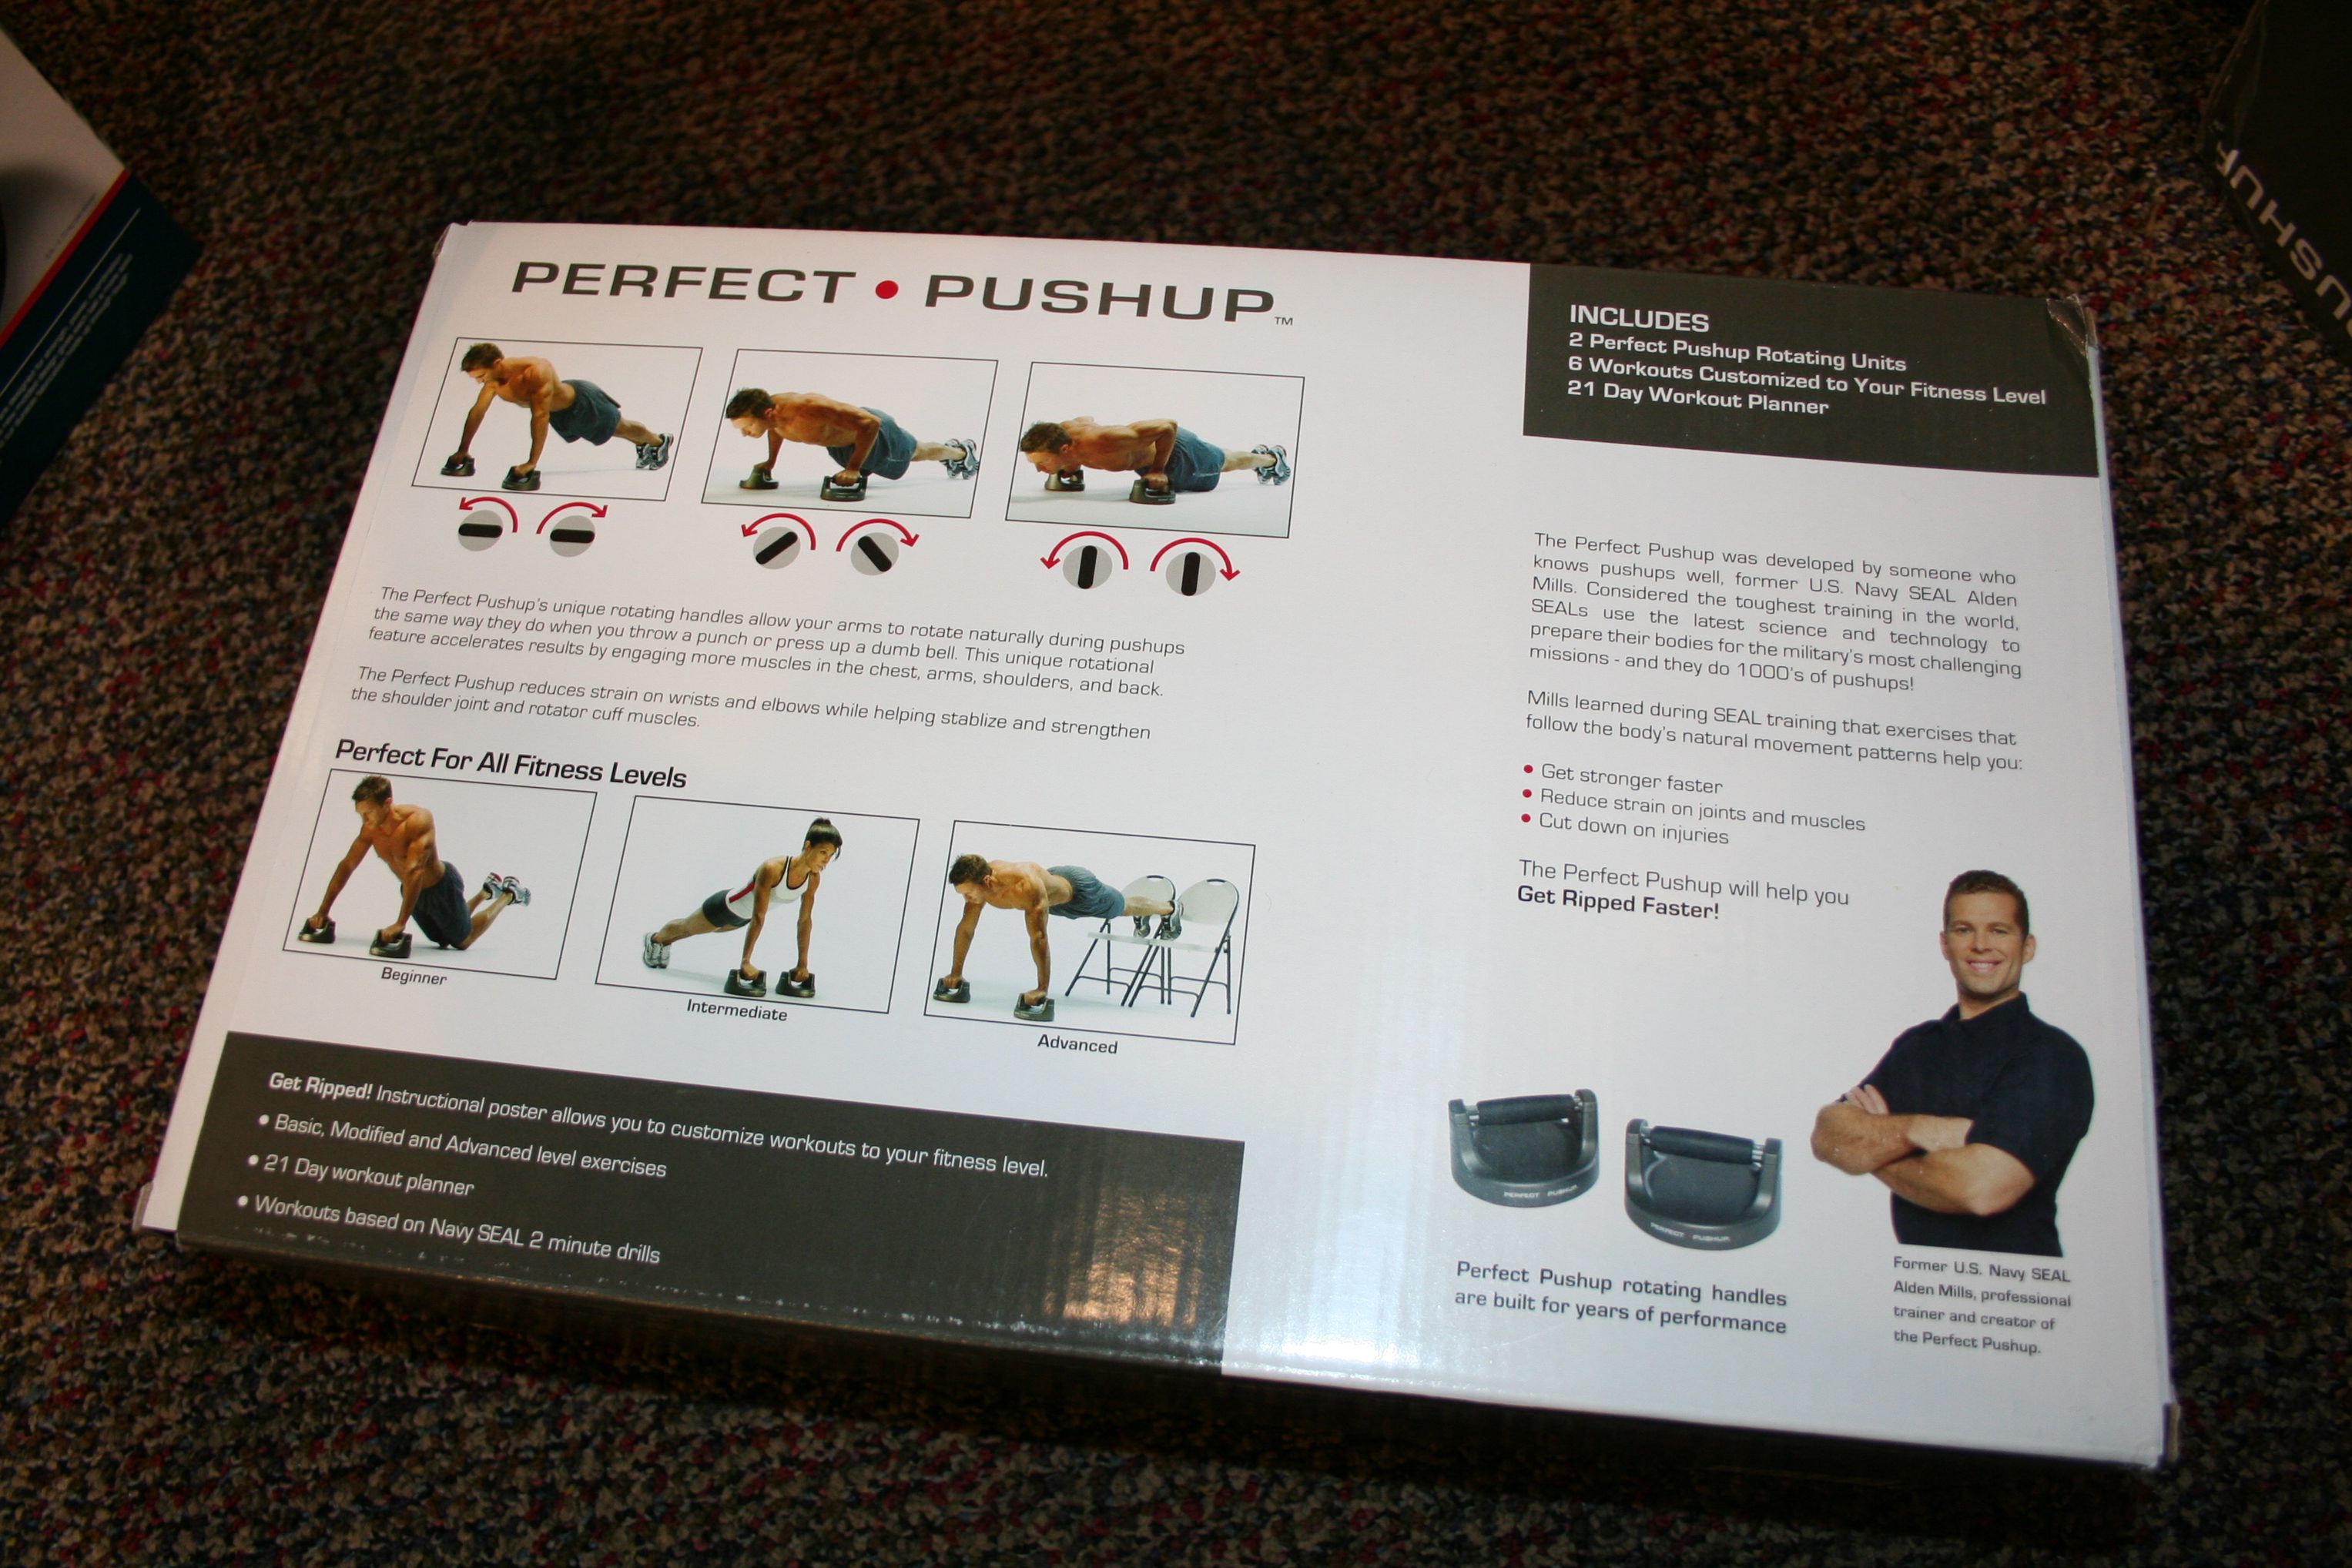 PERFECT • PUSHUP™
The Perfect Pushup's unique rotating handles allow your arms to rotate naturally during pushups
the same way they do when you throw a punch or press up a dumb bell. This unique rotational
feature accelerates results by engaging more muscles in the chest, arms, shoulders, and back.
The Perfect Pushup reduces strain on wrists and elbows while helping stablize and strengthen
the shoulder joint and rotator cuff muscles.
Perfect For All Fitness Levels
Beginner
Intermediate
Advanced
Get Ripped! Instructional poster allows you to customize workouts to your fitness level.
• Basic, Modified and Advanced level exercises
• 21 Day workout planner
• Workouts based on Navy SEAL 2 minute drills
INCLUDES
2 Perfect Pushup Rotating Units
6 Workouts Customized to Your Fitness Level
21 Day Workout Planner
The Perfect Pushup was developed by someone who
knows pushups well, former U.S. Navy SEAL Alden
Mills. Considered the toughest training in the world,
SEALs use the latest science and technology to
prepare their bodies for the military's most challenging
missions - and they do 1000's of pushups!
Mills learned during SEAL training that exercises that
follow the body's natural movement patterns help you:
• Get stronger faster
• Reduce strain on joints and muscles
• Cut down on injuries
The Perfect Pushup will help you
Get Ripped Faster!
PERFECT PUSHUP
PERFECT PUSHUP
Perfect Pushup rotating handles
are built for years of performance
Former U.S. Navy SEAL
Alden Mills, professional
trainer and creator of
the Perfect Pushup.
USHUP